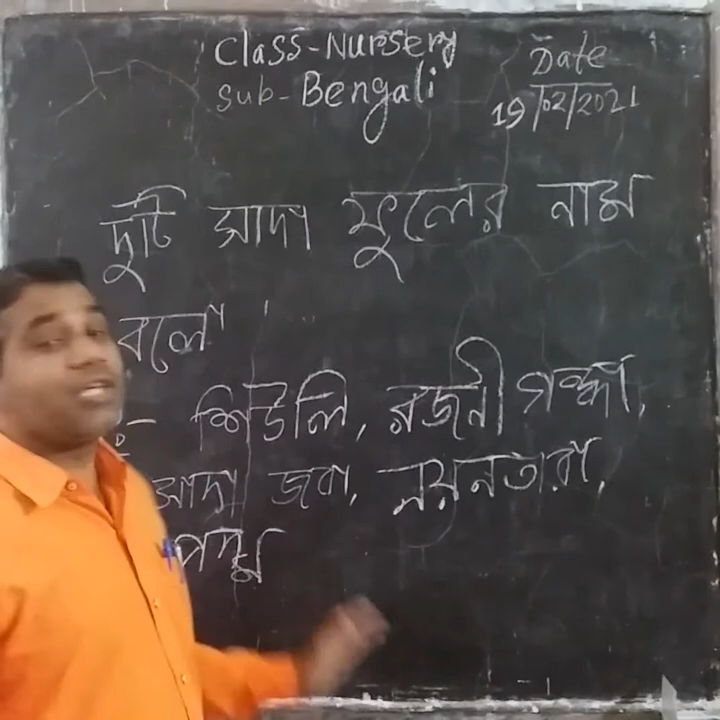 Class-Nursery
Sub-Bengali
Date
19/02/2021
দুটি সাদা ফুলের নাম
বলো
ঃ- শিউলি, রজনী গন্ধা,
সাদা জবা, নয়নতারা,
পদ্ম